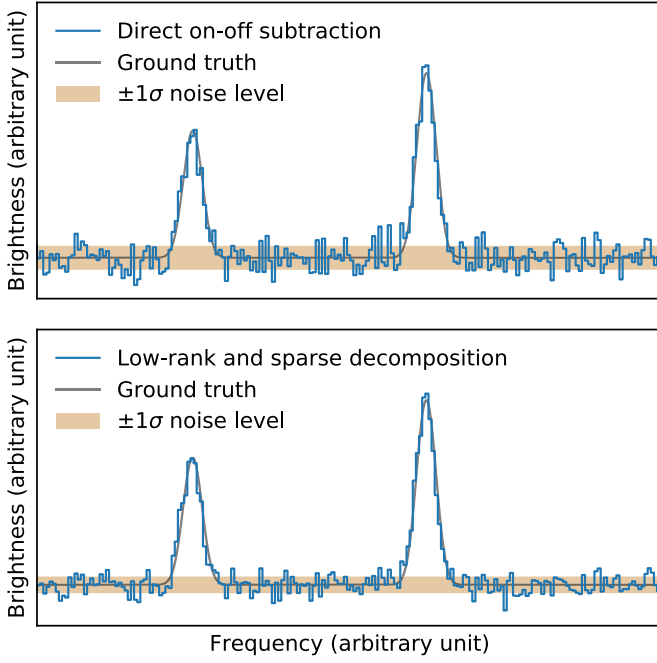 Direct on-off subtraction
Ground truth
±1σ noise level
Brightness (arbitrary unit)
Low-rank and sparse decomposition
Ground truth
±1σ noise level
Brightness (arbitrary unit)
Frequency (arbitrary unit)